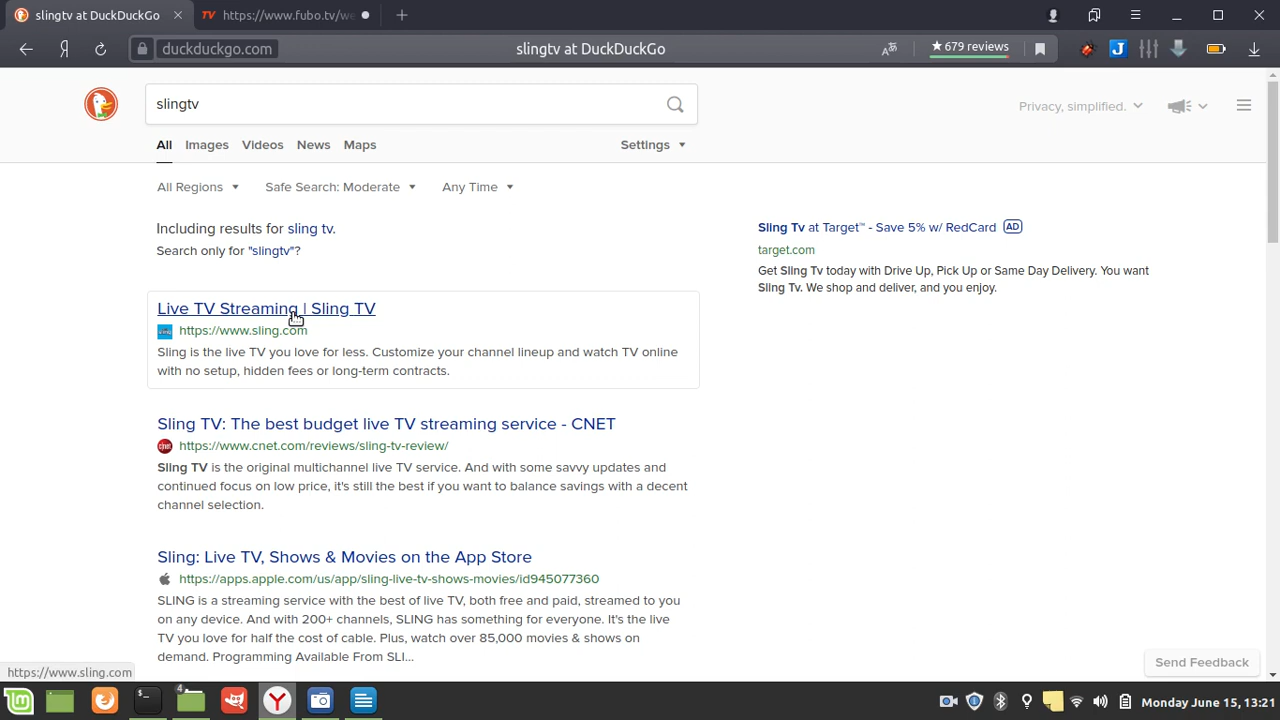 slingtv at DuckDuckGo
https://www.fubo.tv/we
duckduckgo.com
slingtv at DuckDuckGo
★ 679 reviews
slingtv
Privacy, simplified.
All Images Videos News Maps
Settings
All Regions
Safe Search: Moderate
Any Time
Including results for sling tv.
Search only for "slingtv"?
Live TV Streaming | Sling TV
https://www.sling.com
Sling is the live TV you love for less. Customize your channel lineup and watch TV online
with no setup, hidden fees or long-term contracts.
Sling TV: The best budget live TV streaming service - CNET
https://www.cnet.com/reviews/sling-tv-review/
Sling TV is the original multichannel live TV service. And with some savvy updates and
continued focus on low price, it's still the best if you want to balance savings with a decent
channel selection.
Sling: Live TV, Shows & Movies on the App Store
https://apps.apple.com/us/app/sling-live-tv-shows-movies/id945077360
SLING is a streaming service with the best of live TV, both free and paid, streamed to you
on any device. And with 200+ channels, SLING has something for everyone. It's the live
TV you love for half the cost of cable. Plus, watch over 85,000 movies & shows on
demand. Programming Available From SLI...
Sling Tv at Target™ - Save 5% w/ RedCard AD
target.com
Get Sling Tv today with Drive Up, Pick Up or Same Day Delivery. You want
Sling Tv. We shop and deliver, and you enjoy.
Send Feedback
https://www.sling.com
4
Monday June 15, 13:21